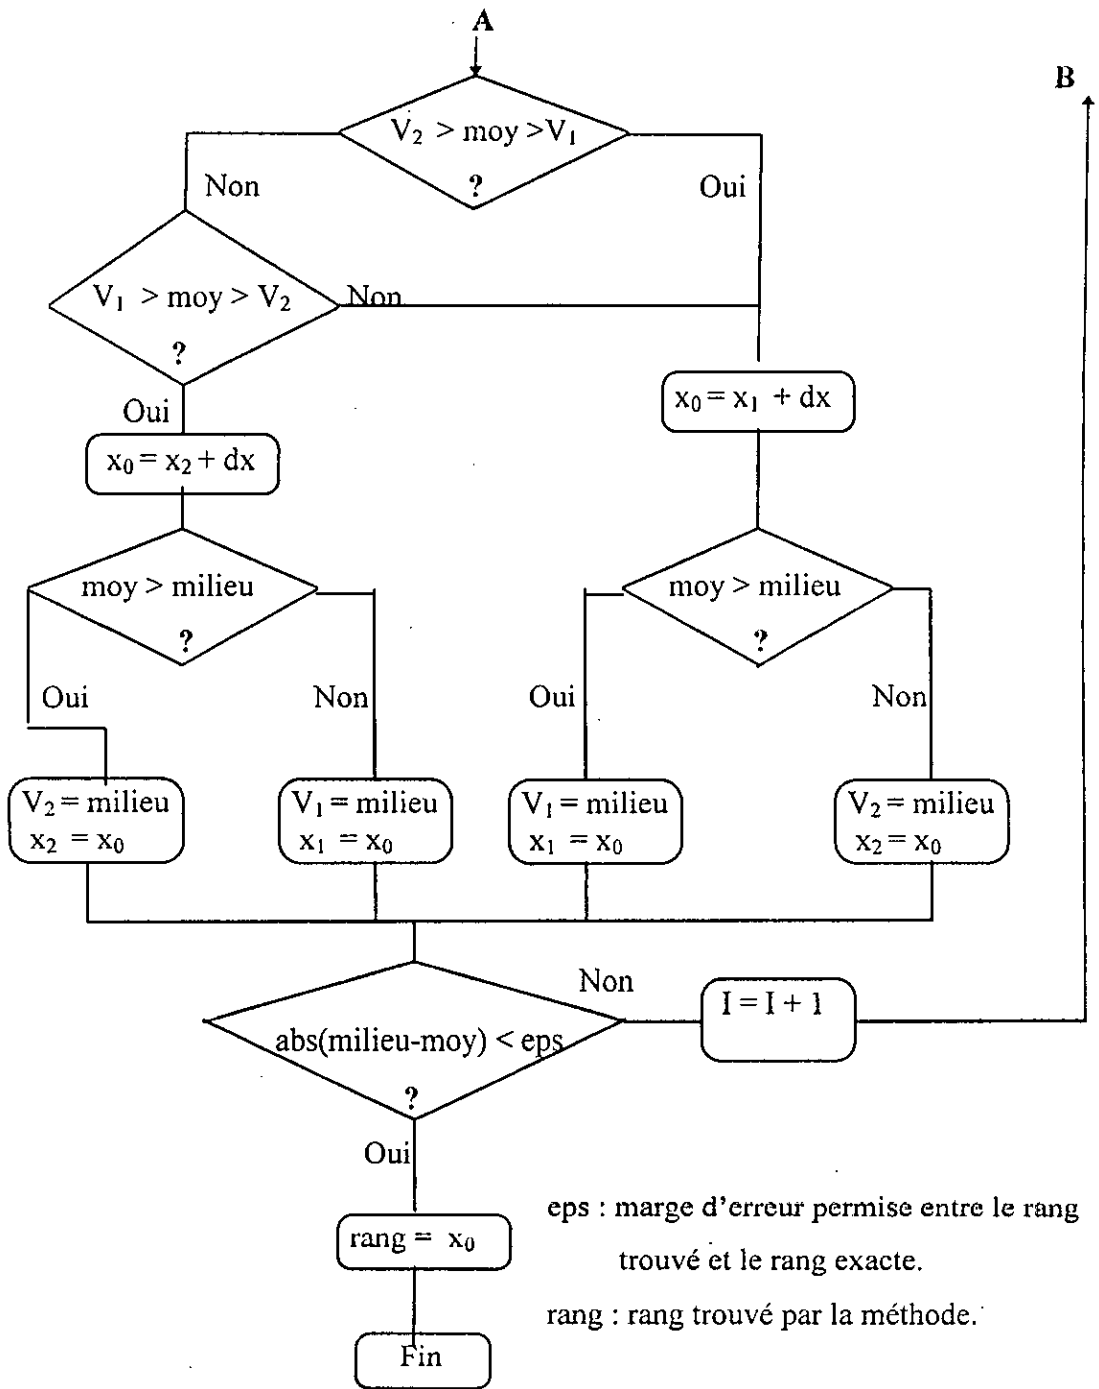 A
B
V₂ > moy > V₁
?
Non
Oui
V₁ > moy > V₂
?
Non
Oui
x₀ = x₁ + dx
x₀ = x₂ + dx
moy > milieu
?
moy > milieu
?
Oui
Non
Oui
Non
V₂ = milieu
x₂ = x₀
V₁ = milieu
x₁ = x₀
V₁ = milieu
x₁ = x₀
V₂ = milieu
x₂ = x₀
Non
I = I + 1
abs(milieu-moy) < eps
?
Oui
eps : marge d'erreur permise entre le rang
trouvé et le rang exacte.
rang = x₀
rang : rang trouvé par la méthode.
Fin